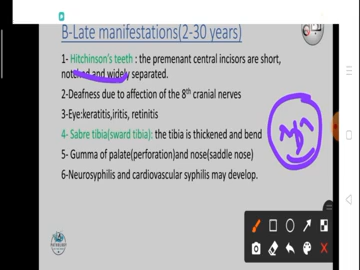 B-Late manifestations(2-30 years)
1- Hitchinson's teeth : the premenant central incisors are short,
notched and widely separated.
2-Deafness due to affection of the 8th cranial nerves
3-Eye:keratitis,iritis, retinitis
4- Sabre tibia(sward tibia): the tibia is thickened and bend
5- Gumma of palate(perforation)and nose(saddle nose)
6-Neurosyphilis and cardiovascular syphilis may develop.